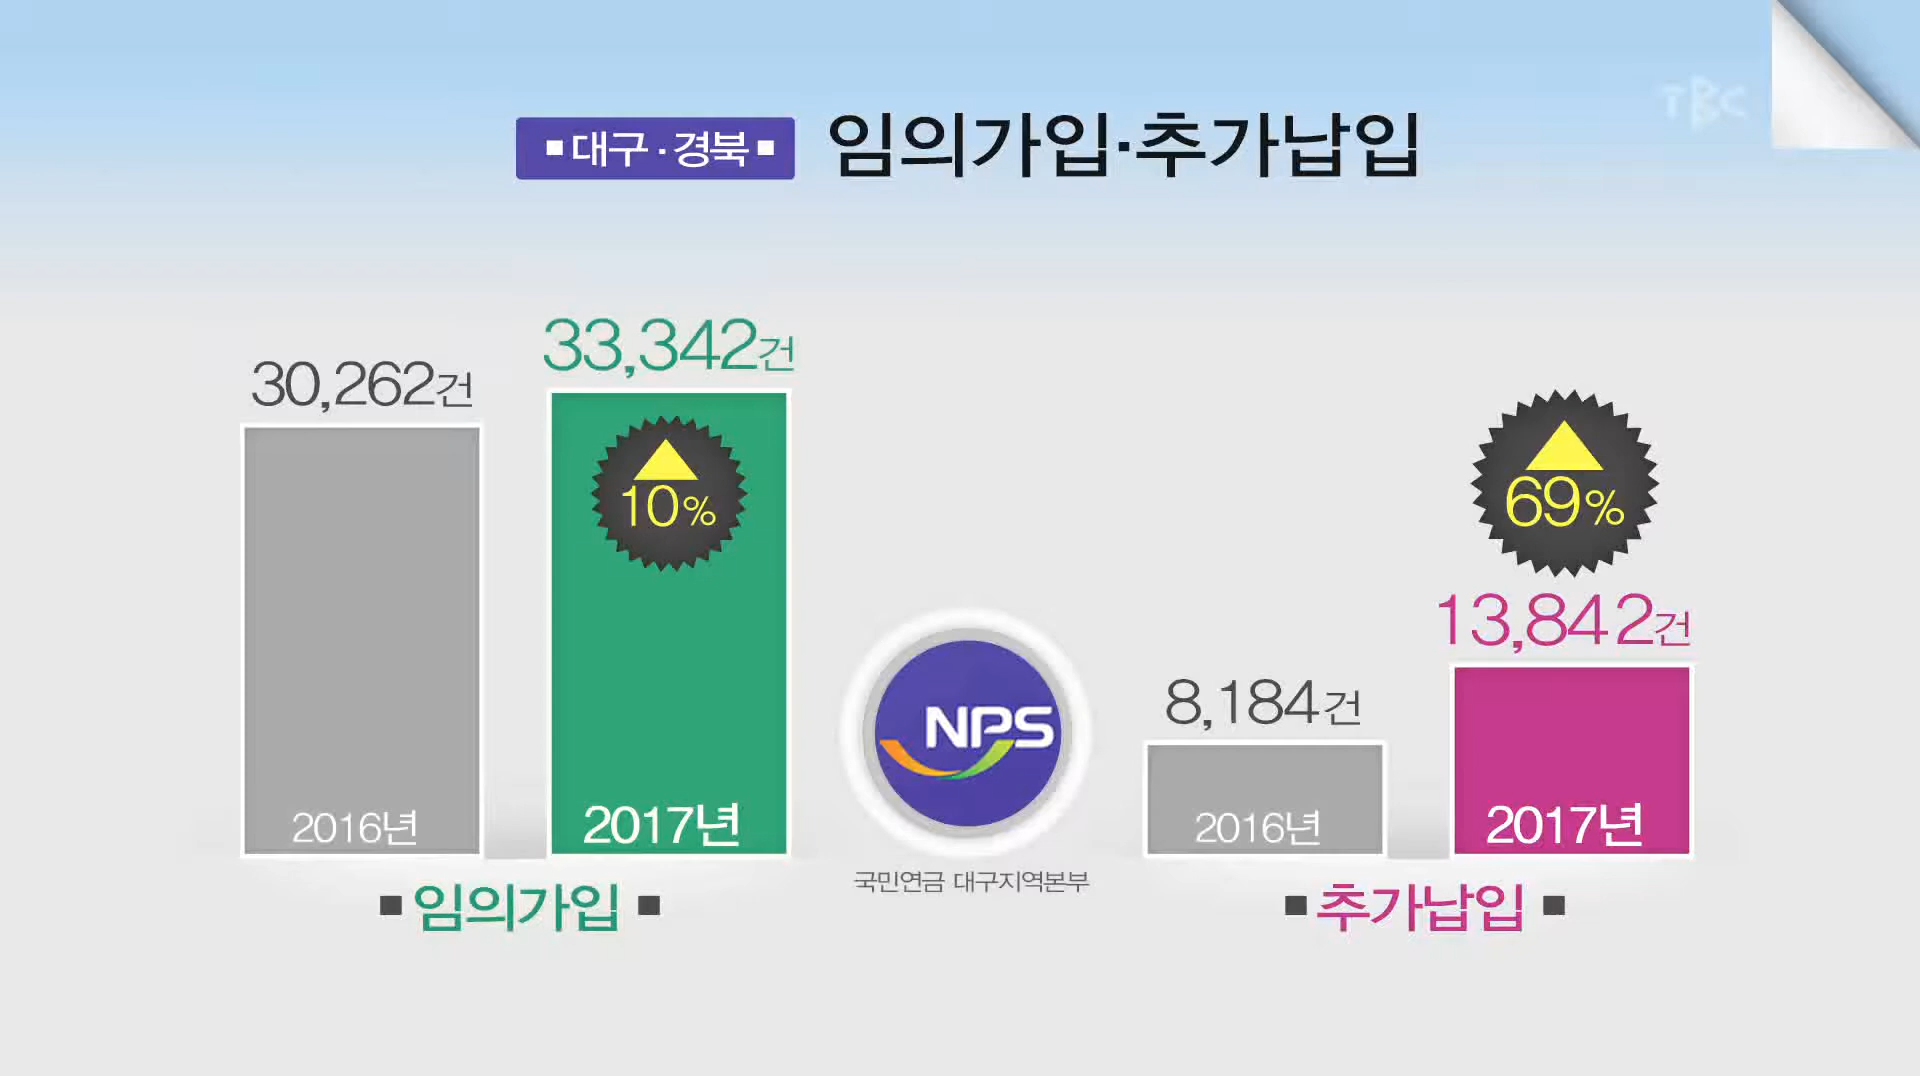 TBC
▪대구·경북▪ 임의가입·추가납입
30,262건
33,342건
10%
2016년
2017년
▪임의가입▪
NPS
국민연금 대구지역본부
69%
8,184건
13,842건
2016년
2017년
▪추가납입▪